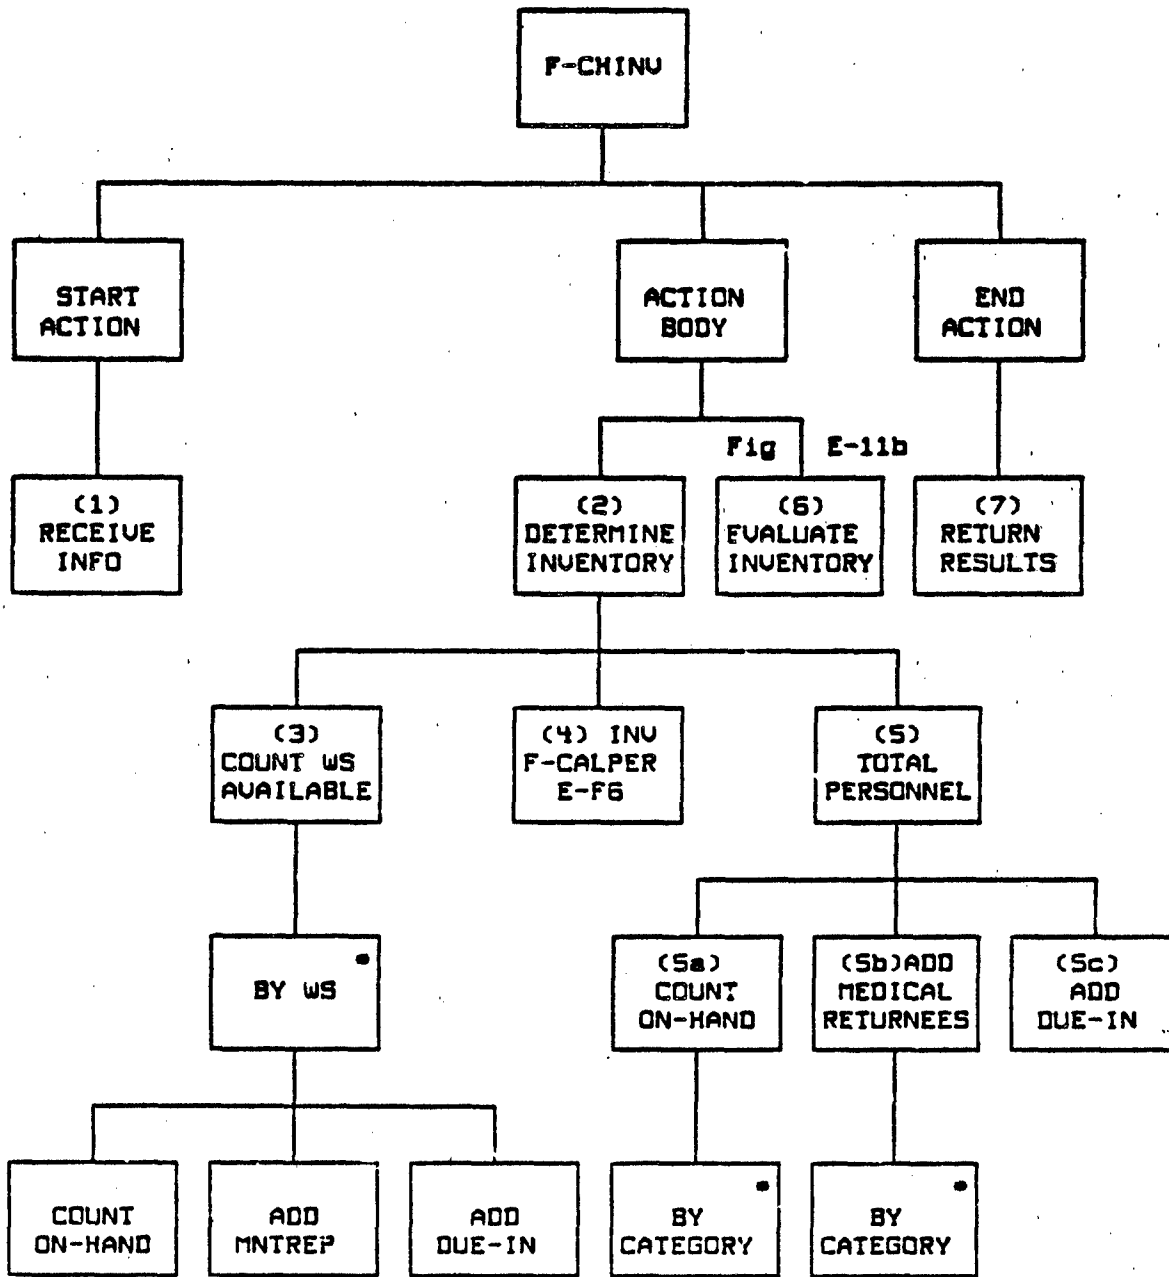 F-CHINV
START
ACTION
ACTION
BODY
END
ACTION
Fig E-11b
(1)
RECEIVE
INFO
(2)
DETERMINE
INVENTORY
(6)
EVALUATE
INVENTORY
(7)
RETURN
RESULTS
(3)
COUNT WS
AVAILABLE
(4) INV
F-CALPER
E-F6
(5)
TOTAL
PERSONNEL
BY WS *
(5a)
COUNT
ON-HAND
(5b)ADD
MEDICAL
RETURNEES
(5c)
ADD
DUE-IN
COUNT
ON-HAND
ADD
MNTREP
ADD
DUE-IN
*
BY
CATEGORY
*
BY
CATEGORY